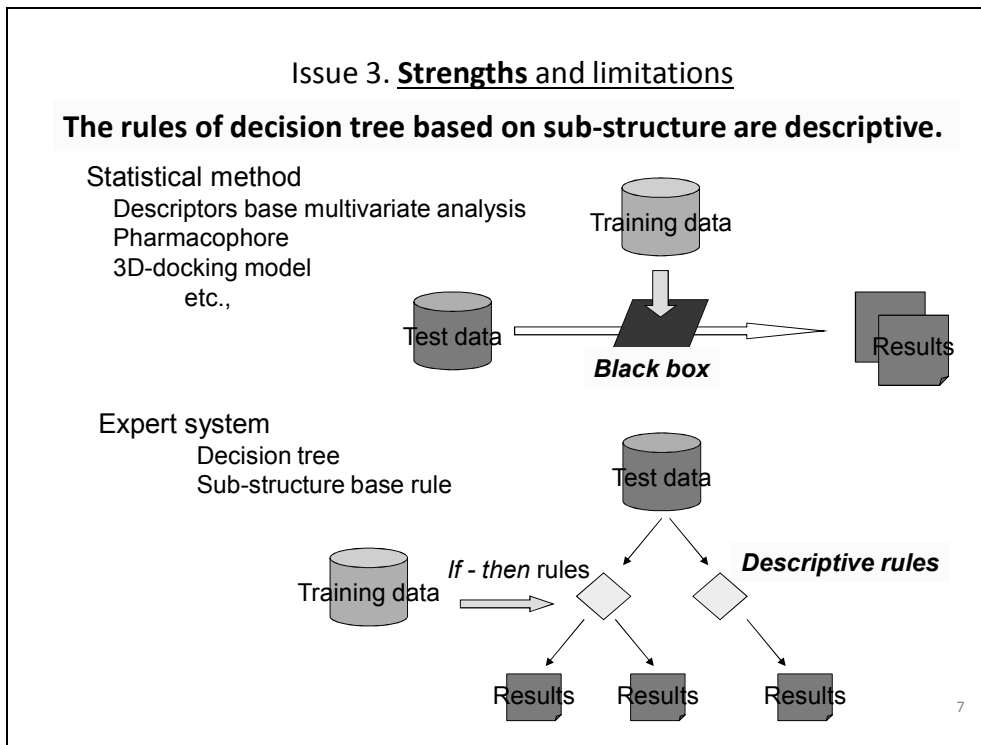 Issue 3. Strengths and limitations
The rules of decision tree based on sub-structure are descriptive.
Statistical method
Descriptors base multivariate analysis
Pharmacophore
3D-docking model
etc.,
Training data
Test data
Black box
Results
Expert system
Decision tree
Sub-structure base rule
Test data
Training data
If - then rules
Descriptive rules
Results
Results
Results
7